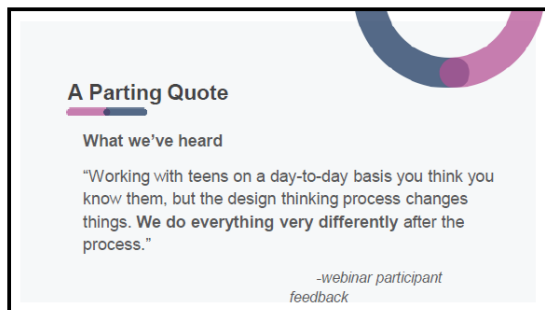 A Parting Quote
What we’ve heard
“Working with teens on a day-to-day basis you think you
know them, but the design thinking process changes
things. We do everything very differently after the
process.”
-webinar participant
feedback